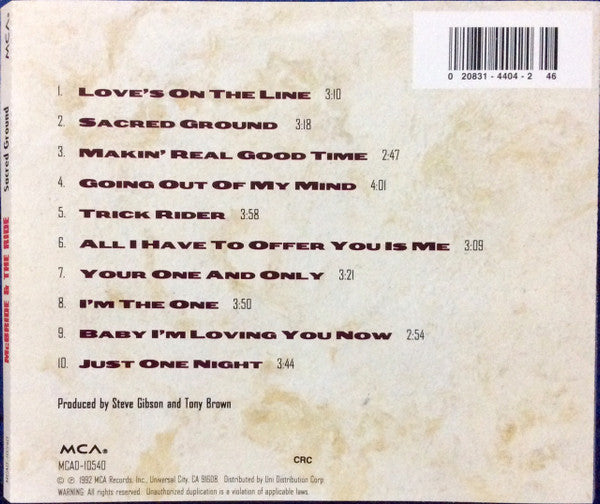 MCA®
Sacred Ground
McBRIDE & THE RIDE
MCAD-10540
0 20831-4404-2 46
1. LOVE'S ON THE LINE 3:10
2. SACRED GROUND 3:18
3. MAKIN' REAL GOOD TIME 2:47
4. GOING OUT OF MY MIND 4:01
5. TRICK RIDER 3:58
6. ALL I HAVE TO OFFER YOU IS ME 3:09
7. YOUR ONE AND ONLY 3:21
8. I'M THE ONE 3:50
9. BABY I'M LOVING YOU NOW 2:54
10. JUST ONE NIGHT 3:44
Produced by Steve Gibson and Tony Brown
MCA®
MCAD-10540
CRC
© ℗ 1992 MCA Records, Inc., Universal City, CA 91608. Distributed by Uni Distribution Corp.
WARNING: All rights reserved. Unauthorized duplication is a violation of applicable laws.